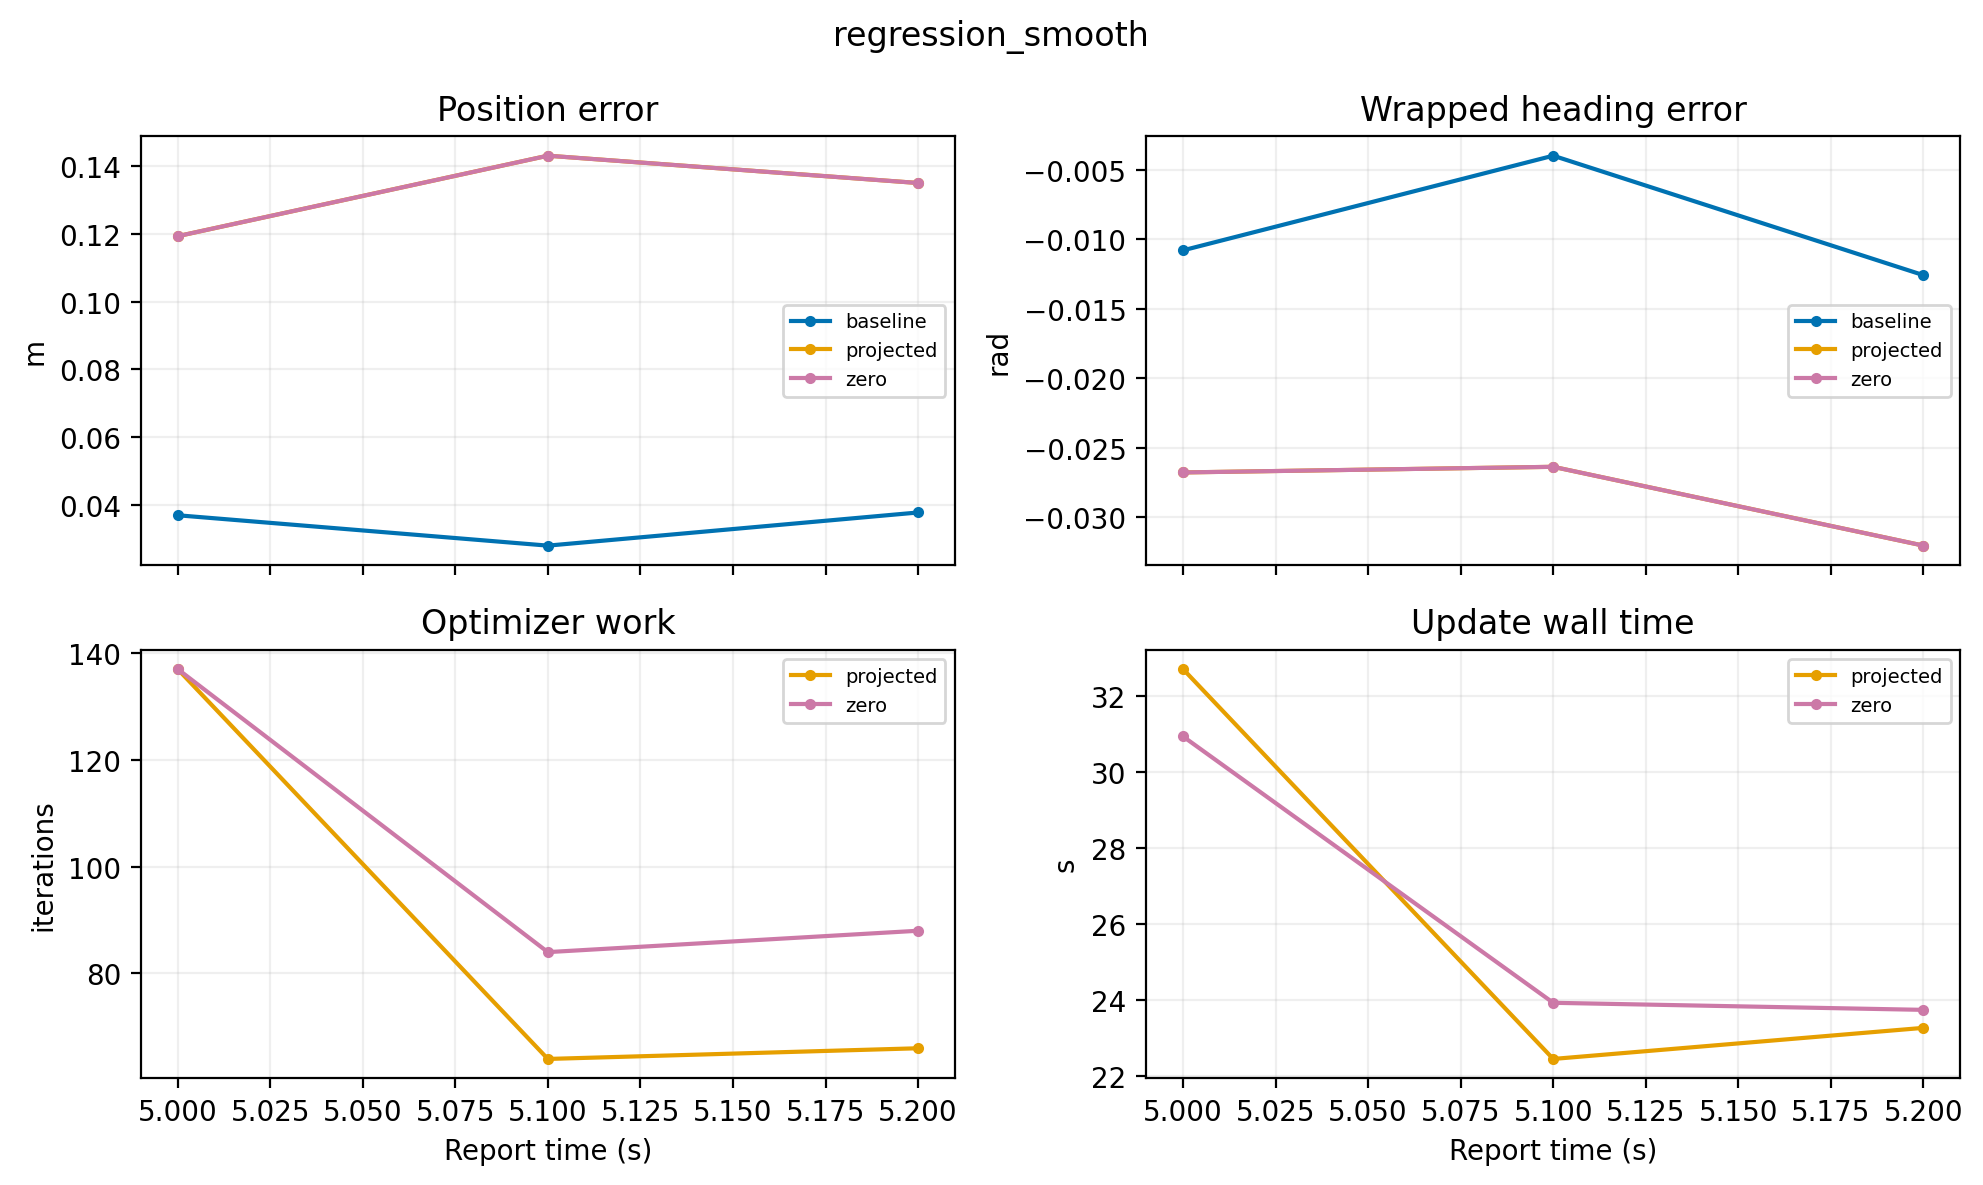 regression_smooth
Position error
0.14
0.12
0.10
0.08
0.06
0.04
m
baseline
projected
zero
Wrapped heading error
−0.005
−0.010
−0.015
−0.020
−0.025
−0.030
rad
baseline
projected
zero
Optimizer work
140
120
100
80
iterations
projected
zero
5.000 5.025 5.050 5.075 5.100 5.125 5.150 5.175 5.200
Report time (s)
Update wall time
32
30
28
26
24
22
s
projected
zero
5.000 5.025 5.050 5.075 5.100 5.125 5.150 5.175 5.200
Report time (s)